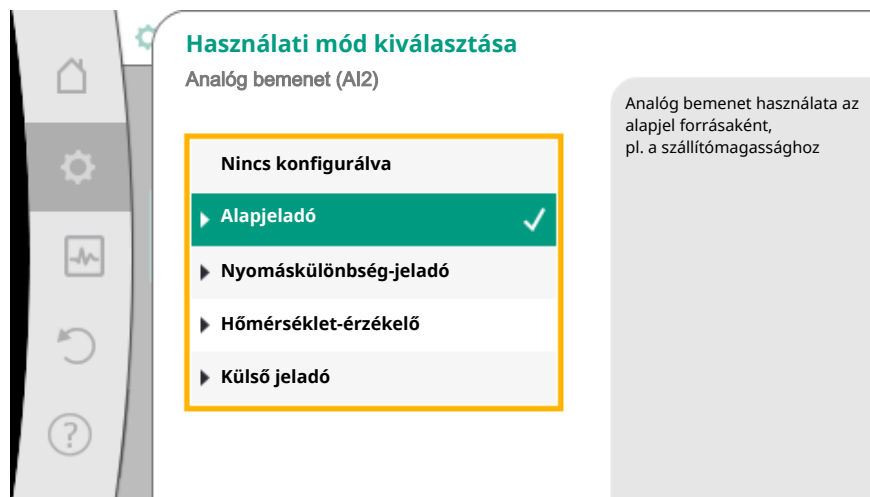 Használati mód kiválasztása
Analóg bemenet (AI2)
Nincs konfigurálva
Alapjeladó
Nyomáskülönbség-jeladó
Hőmérséklet-érzékelő
Külső jeladó
Analóg bemenet használata az
alapjel forrásaként,
pl. a szállítómagassághoz
?